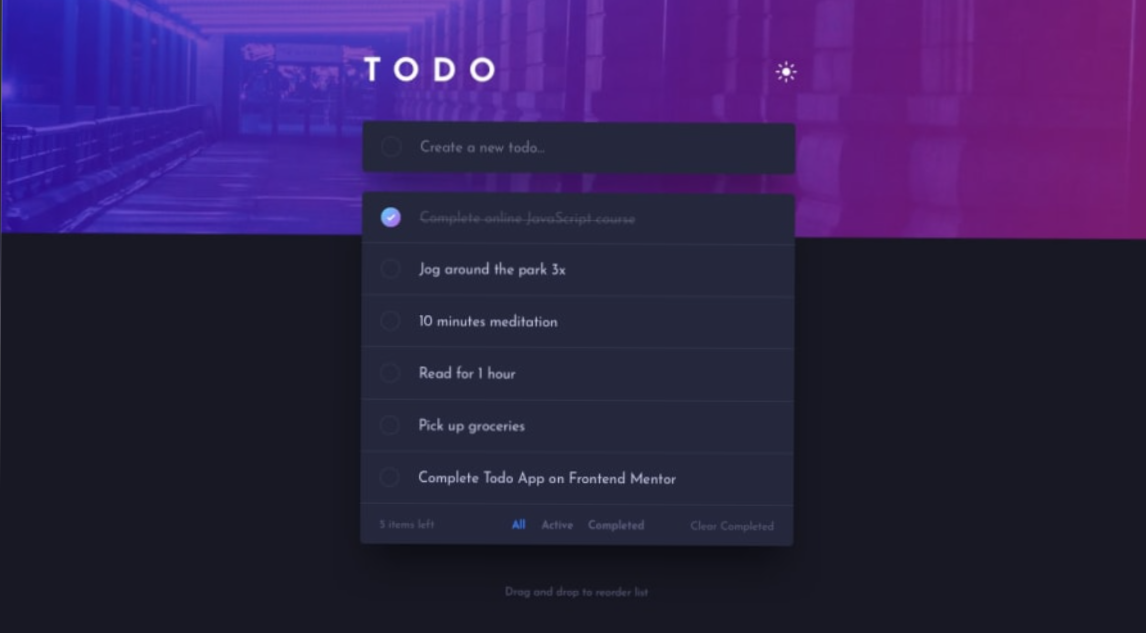 TODO
Create a new todo...
Complete online JavaScript course
Jog around the park 3x
10 minutes meditation
Read for 1 hour
Pick up groceries
Complete Todo App on Frontend Mentor
5 items left All Active Completed Clear Completed
Drag and drop to reorder list